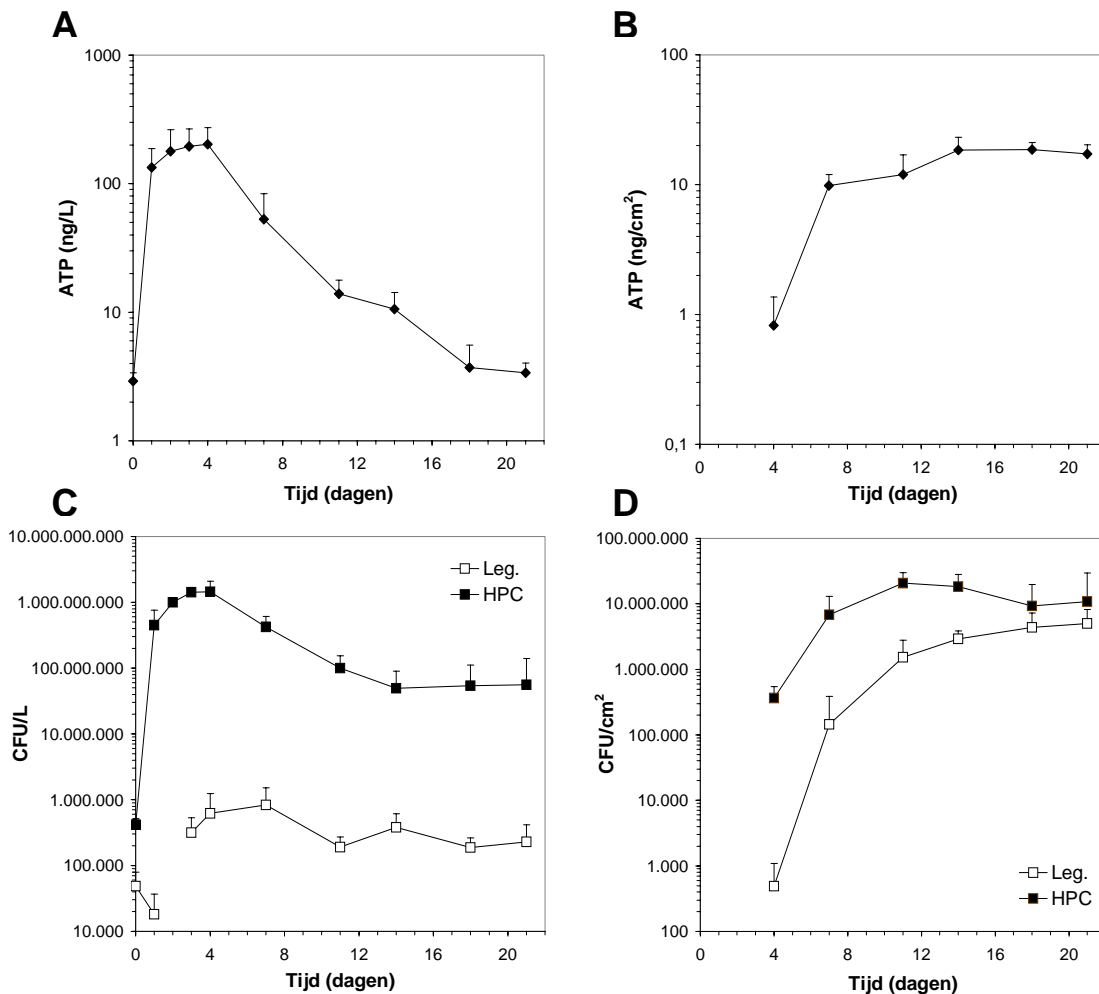 A
1000
100
10
1
ATP (ng/L)
0 4 8 12 16 20
Tijd (dagen)
B
100
10
1
0,1
ATP (ng/cm²)
0 4 8 12 16 20
Tijd (dagen)
C
10.000.000.000
1.000.000.000
100.000.000
10.000.000
1.000.000
100.000
10.000
CFU/L
Leg.
HPC
0 4 8 12 16 20
Tijd (dagen)
D
100.000.000
10.000.000
1.000.000
100.000
10.000
1.000
100
CFU/cm²
Leg.
HPC
0 4 8 12 16 20
Tijd (dagen)